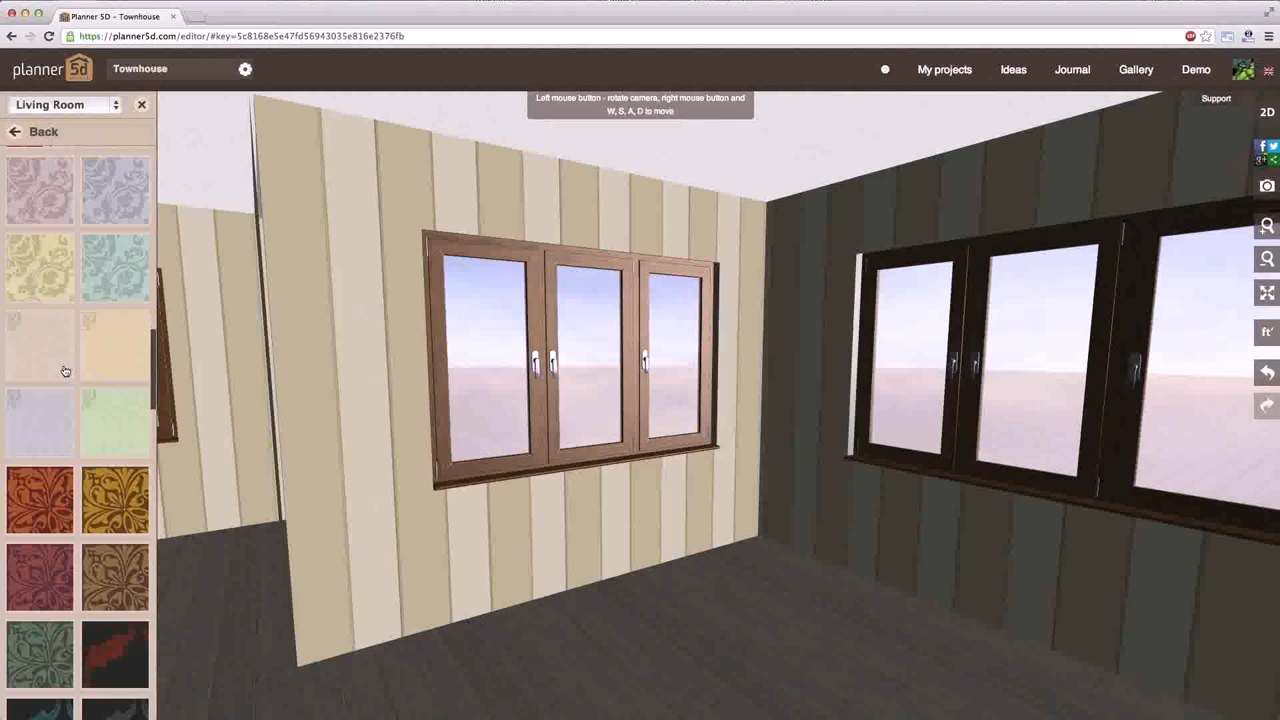 Planner 5D - Townhouse
https://planner5d.com/editor/#key=5c8168e5e47fd56943035e816e2376fb
planner 5d
Townhouse
My projects
Ideas
Journal
Gallery
Demo
Living Room
Back
Left mouse button - rotate camera, right mouse button and
W, S, A, D to move
Support
2D
ft'